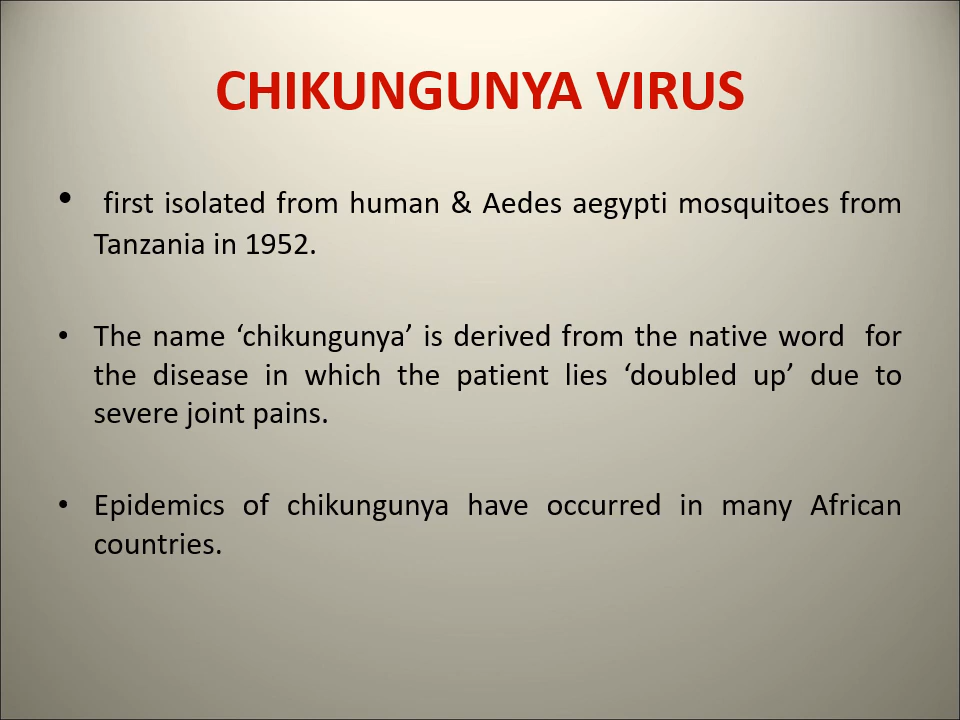 CHIKUNGUNYA VIRUS
• first isolated from human & Aedes aegypti mosquitoes from
Tanzania in 1952.
• The name ‘chikungunya’ is derived from the native word for
the disease in which the patient lies ‘doubled up’ due to
severe joint pains.
• Epidemics of chikungunya have occurred in many African
countries.